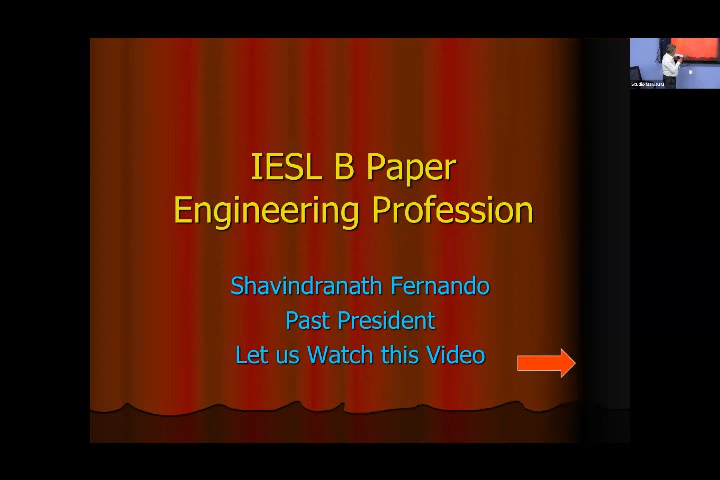 IESL B Paper
Engineering Profession
Shavindranath Fernando
Past President
Let us Watch this Video